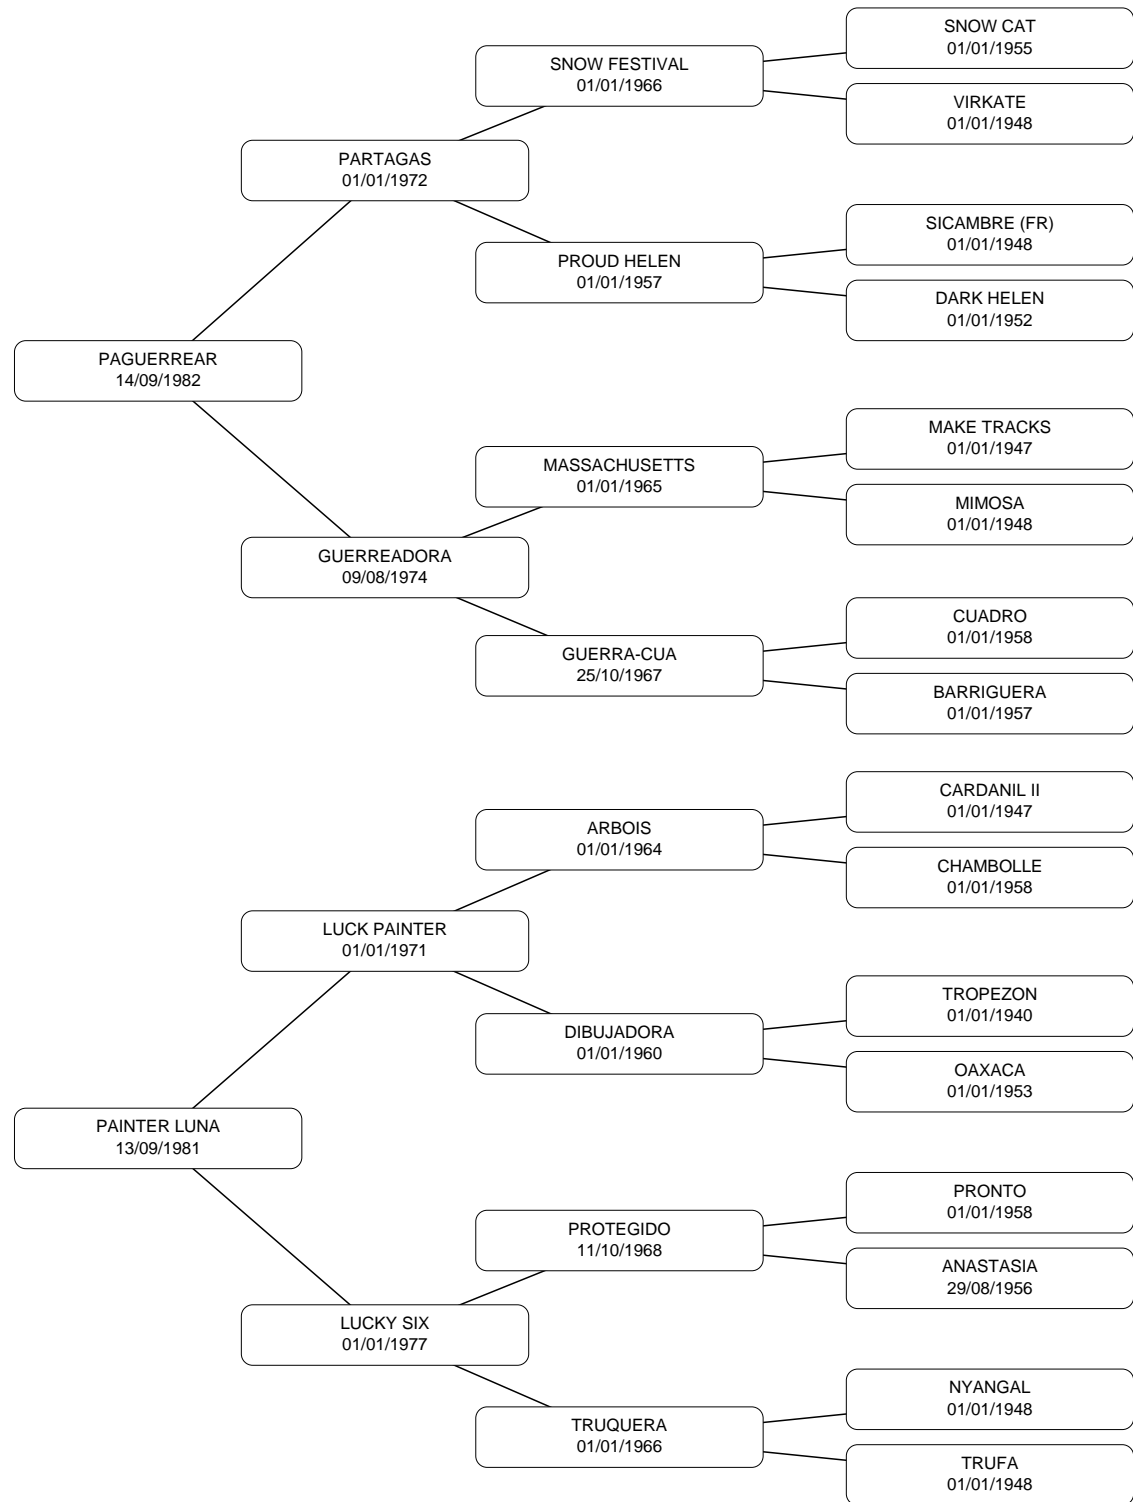 SNOW CAT
01/01/1955
SNOW FESTIVAL
01/01/1966
VIRKATE
01/01/1948
PARTAGAS
01/01/1972
SICAMBRE (FR)
01/01/1948
PROUD HELEN
01/01/1957
DARK HELEN
01/01/1952
PAGUERREAR
14/09/1982
MAKE TRACKS
01/01/1947
MASSACHUSETTS
01/01/1965
MIMOSA
01/01/1948
GUERREADORA
09/08/1974
CUADRO
01/01/1958
GUERRA-CUA
25/10/1967
BARRIGUERA
01/01/1957
CARDANIL II
01/01/1947
ARBOIS
01/01/1964
CHAMBOLLE
01/01/1958
LUCK PAINTER
01/01/1971
TROPEZON
01/01/1940
DIBUJADORA
01/01/1960
OAXACA
01/01/1953
PAINTER LUNA
13/09/1981
PRONTO
01/01/1958
PROTEGIDO
11/10/1968
ANASTASIA
29/08/1956
LUCKY SIX
01/01/1977
NYANGAL
01/01/1948
TRUQUERA
01/01/1966
TRUFA
01/01/1948